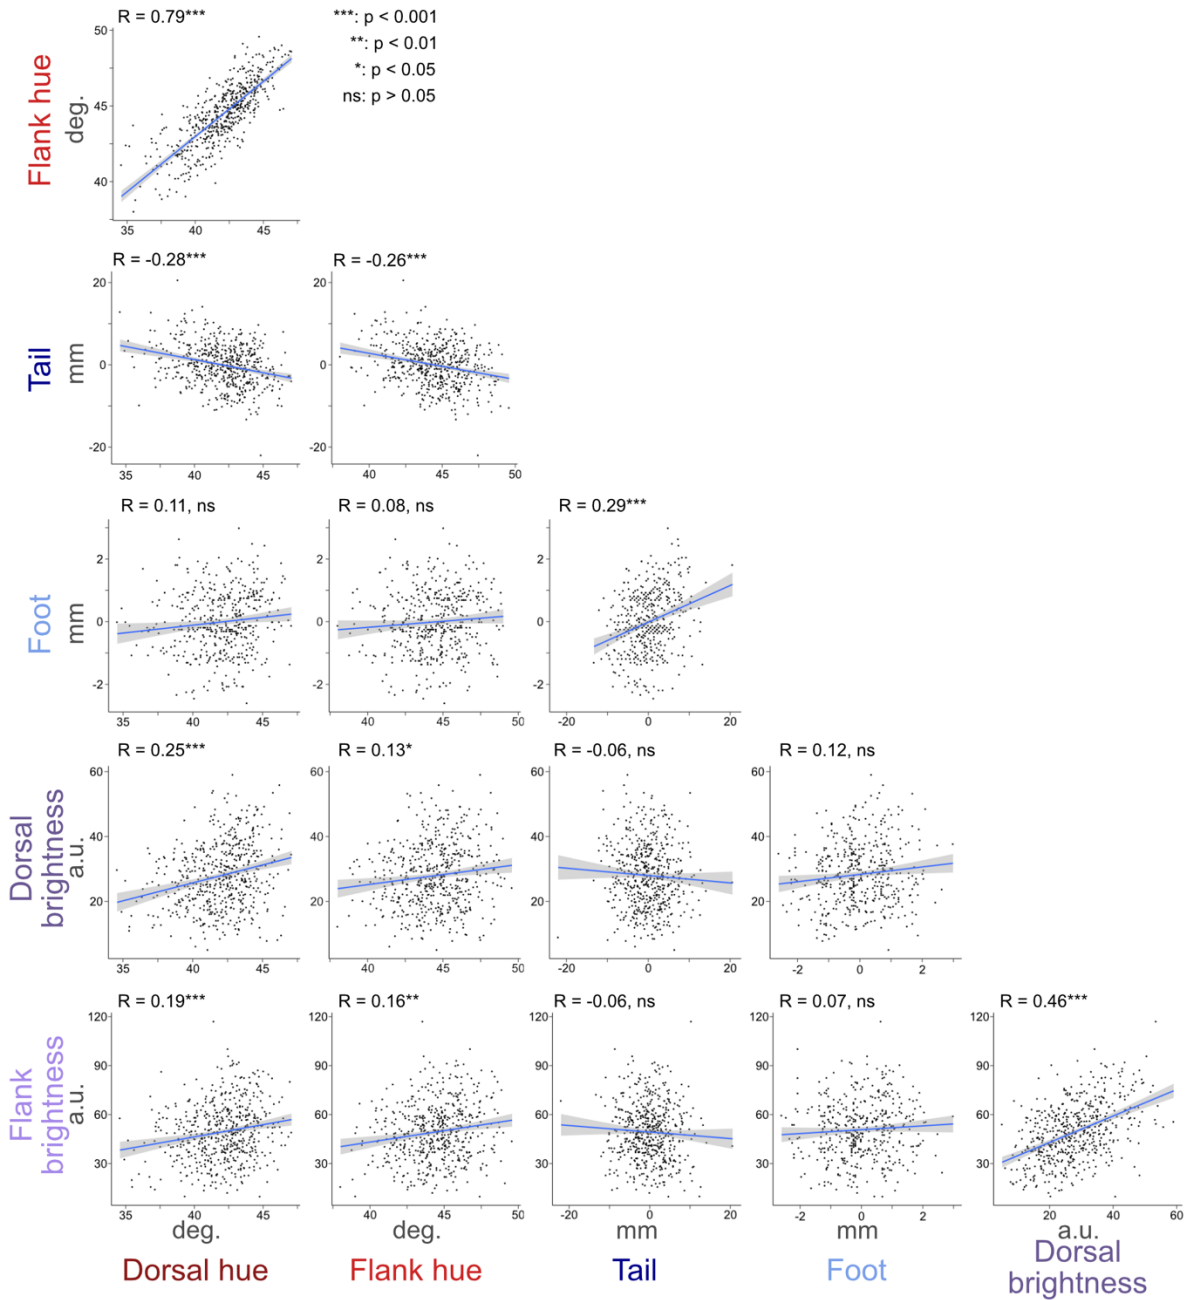 R = 0.79***
***: p < 0.001
**: p < 0.01
*: p < 0.05
ns: p > 0.05
Flank hue
deg.
50
45
40
35 40 45
R = -0.28***
R = -0.26***
Tail
mm
20
0
-20
35 40 45
40 45 50
R = 0.11, ns
R = 0.08, ns
R = 0.29***
Foot
mm
2
0
-2
2
0
-2
2
0
-2
35 40 45
40 45 50
-20 0 20
R = 0.25***
R = 0.13*
R = -0.06, ns
R = 0.12, ns
Dorsal
brightness
a.u.
60
40
20
60
40
20
60
40
20
60
40
20
35 40 45
40 45 50
-20 0 20
-2 0 2
R = 0.19***
R = 0.16**
R = -0.06, ns
R = 0.07, ns
R = 0.46***
Flank
brightness
a.u.
120
90
60
30
120
90
60
30
120
90
60
30
120
90
60
30
120
90
60
30
35 40 45
40 45 50
-20 0 20
-2 0 2
20 40 60
deg.
deg.
mm
mm
a.u.
Dorsal hue
Flank hue
Tail
Foot
Dorsal
brightness